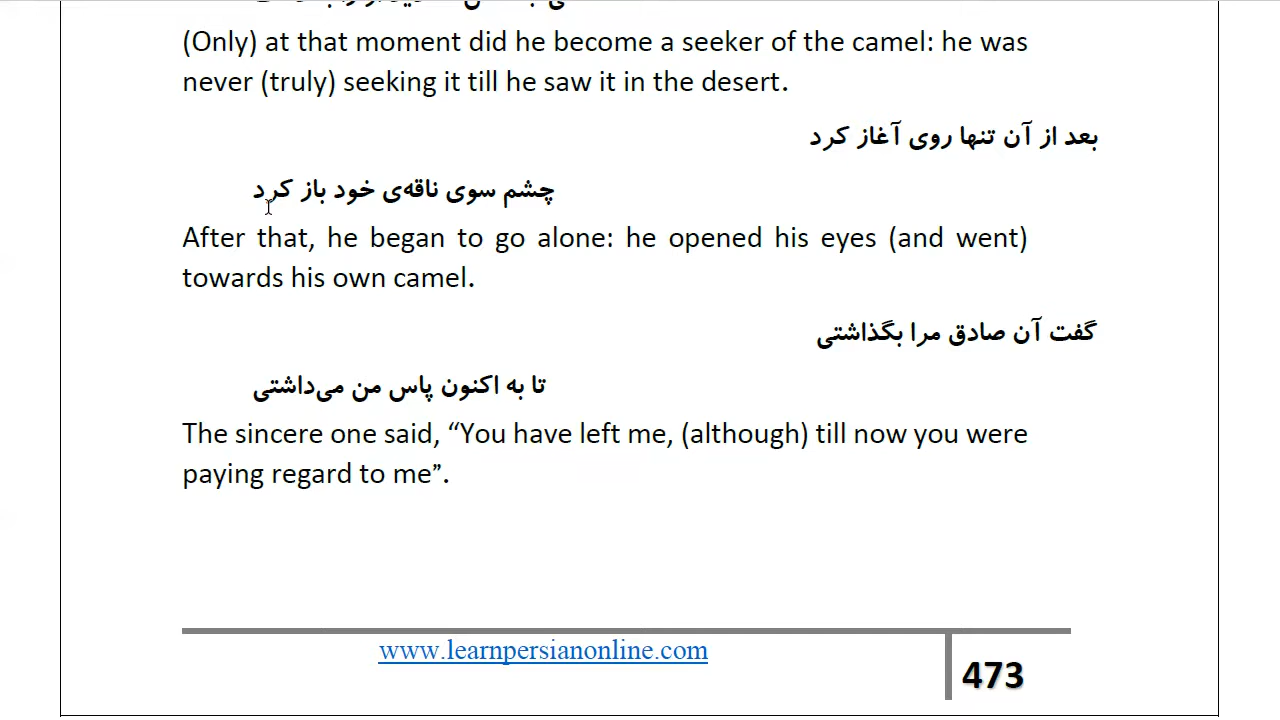 (Only) at that moment did he become a seeker of the camel: he was
never (truly) seeking it till he saw it in the desert.
بعد از آن تنها روی آغاز کرد
چشم سوی ناقه‌ی خود باز کرد
After that, he began to go alone: he opened his eyes (and went)
towards his own camel.
گفت آن صادق مرا بگذاشتی
تا به اکنون پاس من می‌داشتی
The sincere one said, “You have left me, (although) till now you were
paying regard to me”.
www.learnpersianonline.com
473